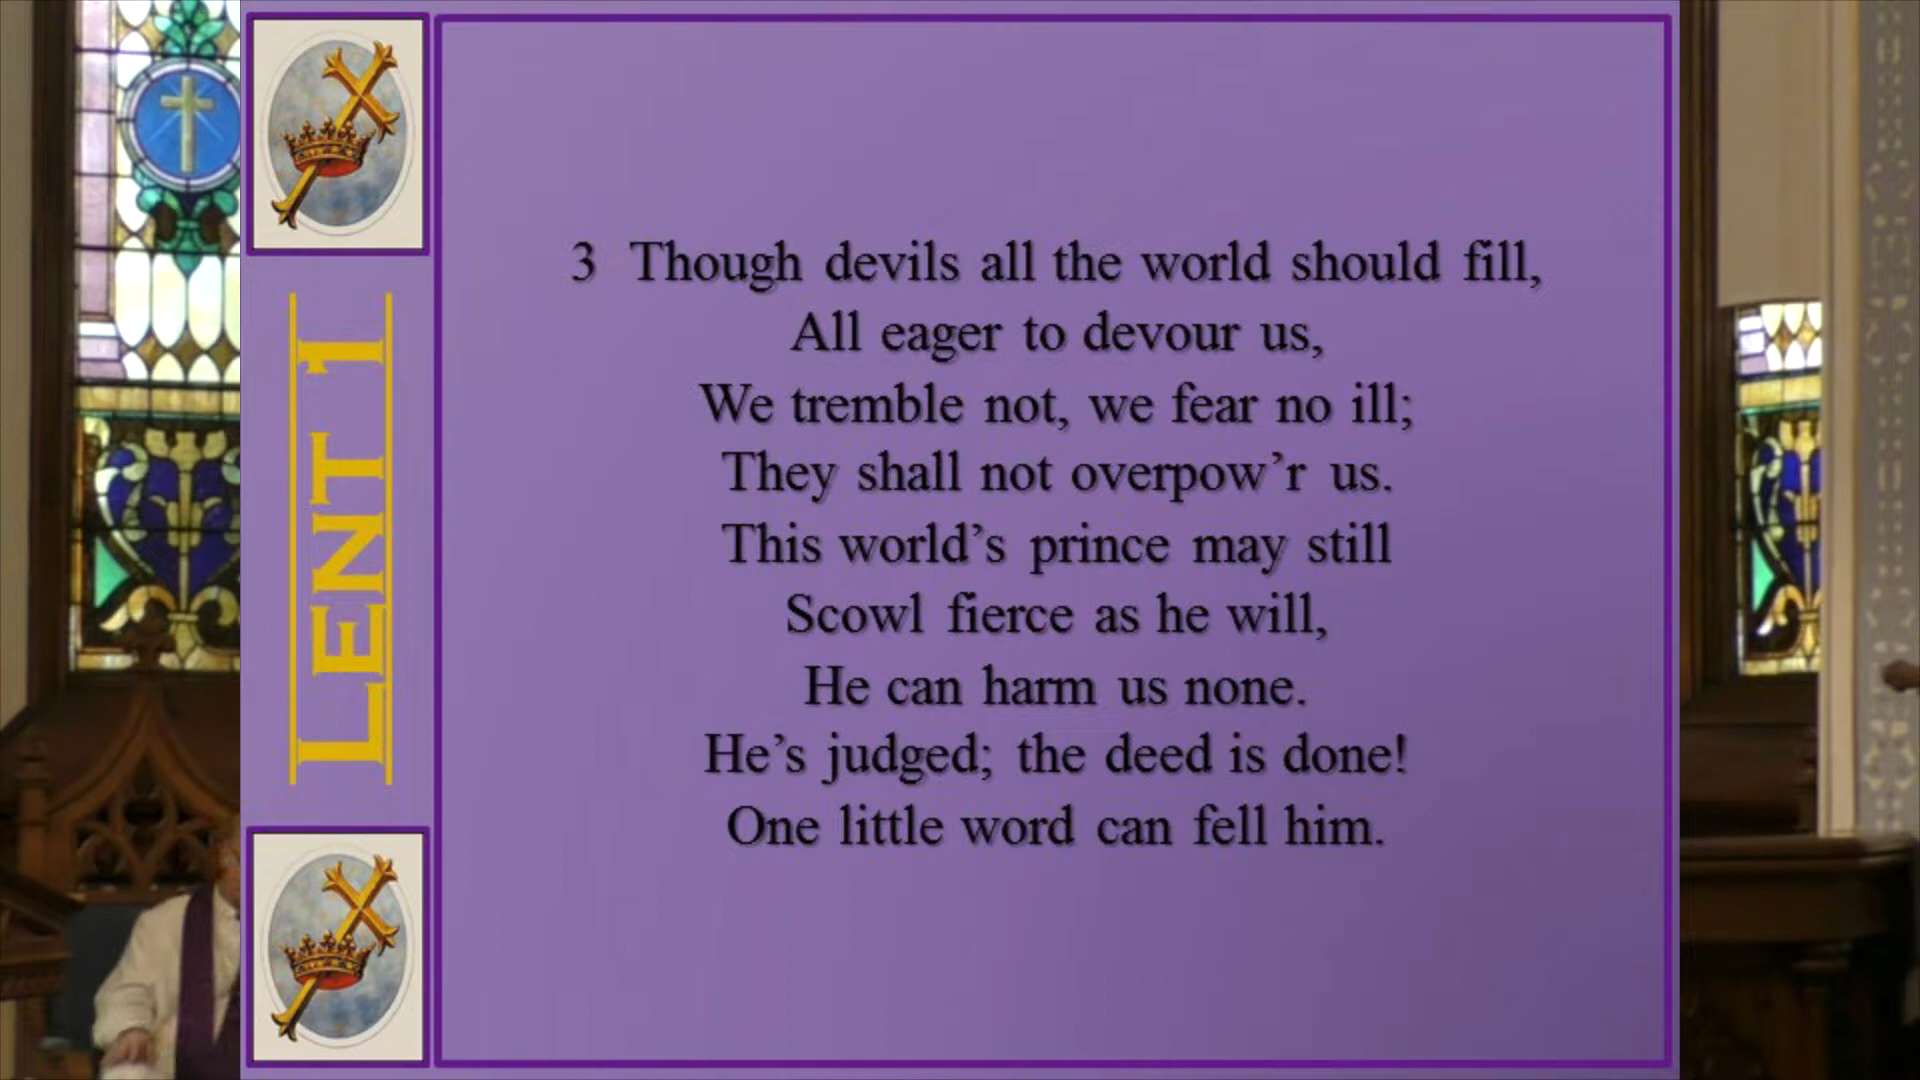 LENT 1
3 Though devils all the world should fill,
All eager to devour us,
We tremble not, we fear no ill;
They shall not overpow’r us.
This world’s prince may still
Scowl fierce as he will,
He can harm us none.
He’s judged; the deed is done!
One little word can fell him.